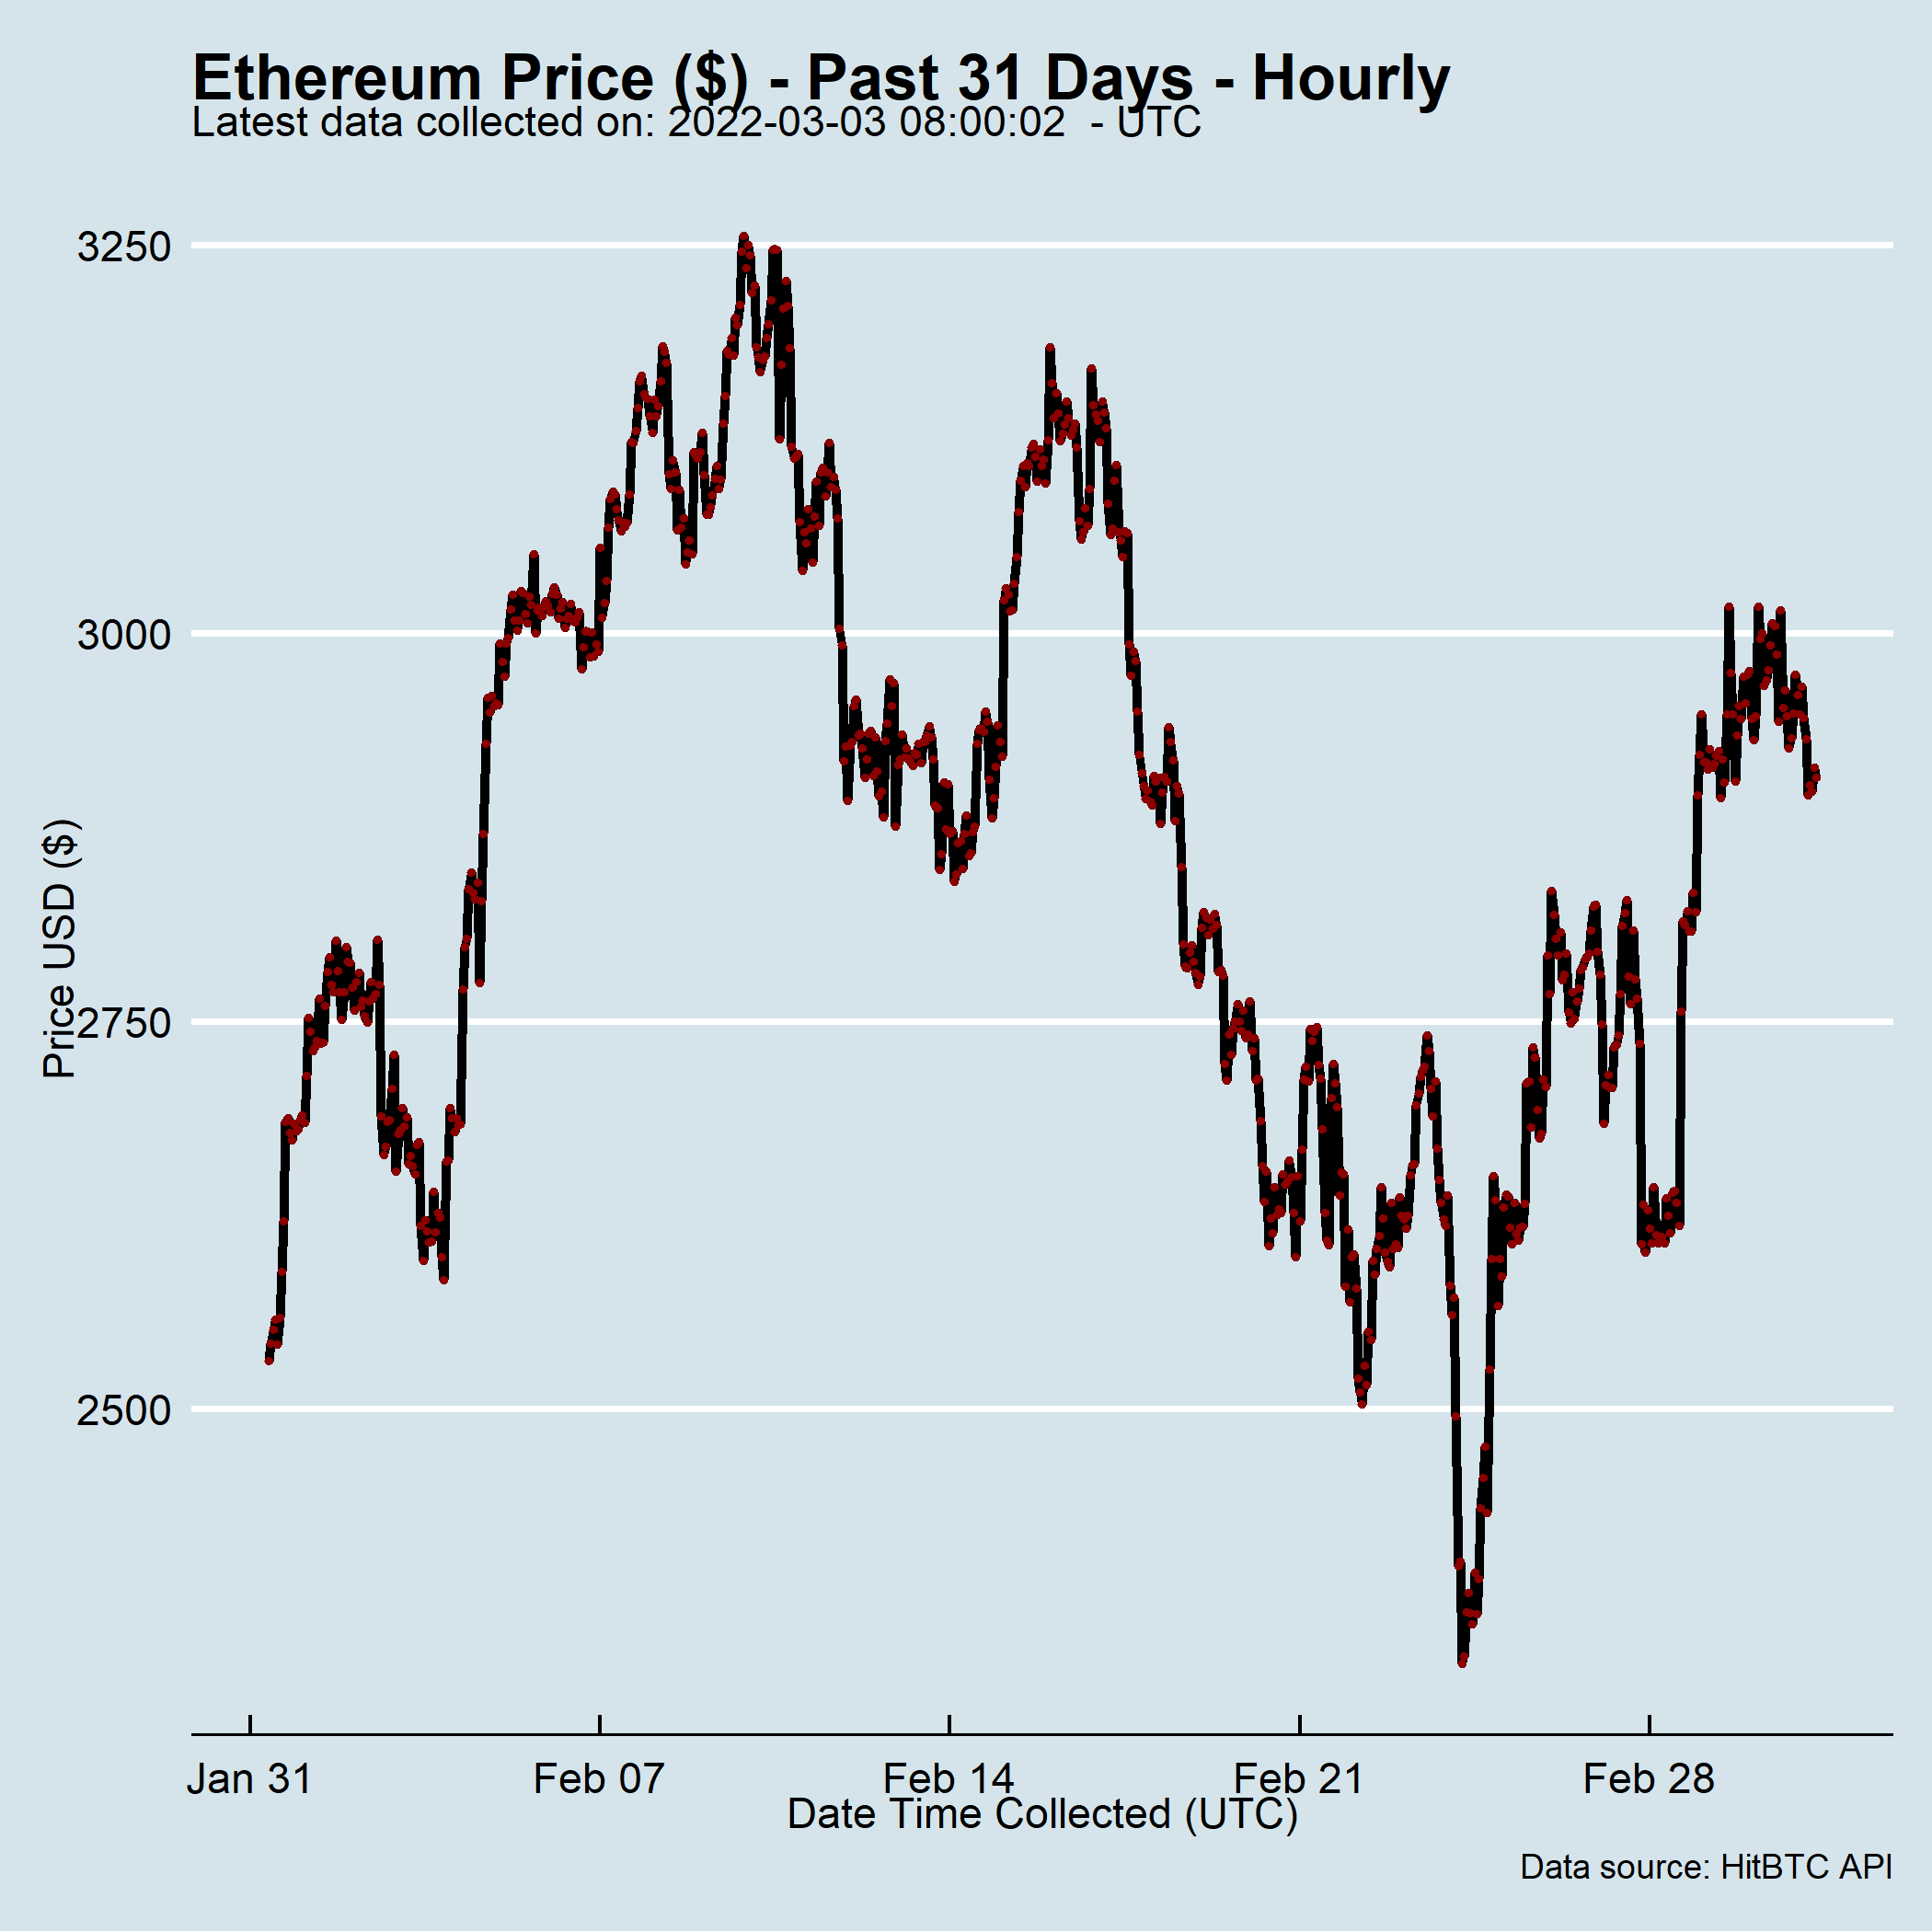 Ethereum Price ($) - Past 31 Days - Hourly
Latest data collected on: 2022-03-03 08:00:02  - UTC
Price USD ($)
3250
3000
2750
2500
Jan 31
Feb 07
Feb 14
Feb 21
Feb 28
Date Time Collected (UTC)
Data source: HitBTC API